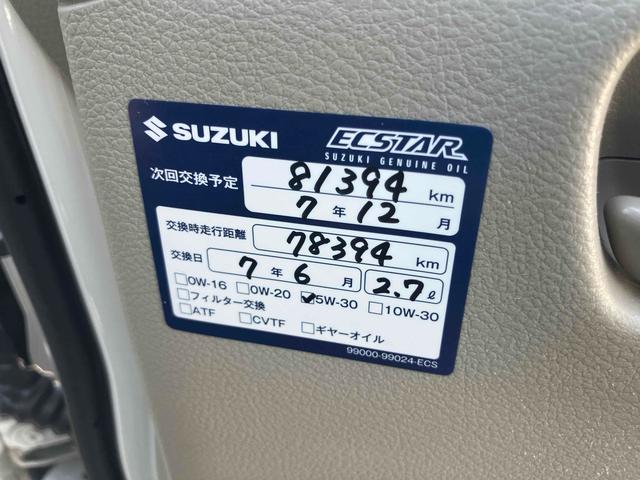 SUZUKI ECSTAR
SUZUKI GENUINE OIL
次回交換予定 81394 km
7 年 12 月
交換時走行距離 78394 km
交換日 7 年 6 月 2.7 ℓ
□0W-16 □0W-20 ☑5W-30 □10W-30
□フィルター交換
□ATF □CVTF □ギヤーオイル
99000-99024-ECS